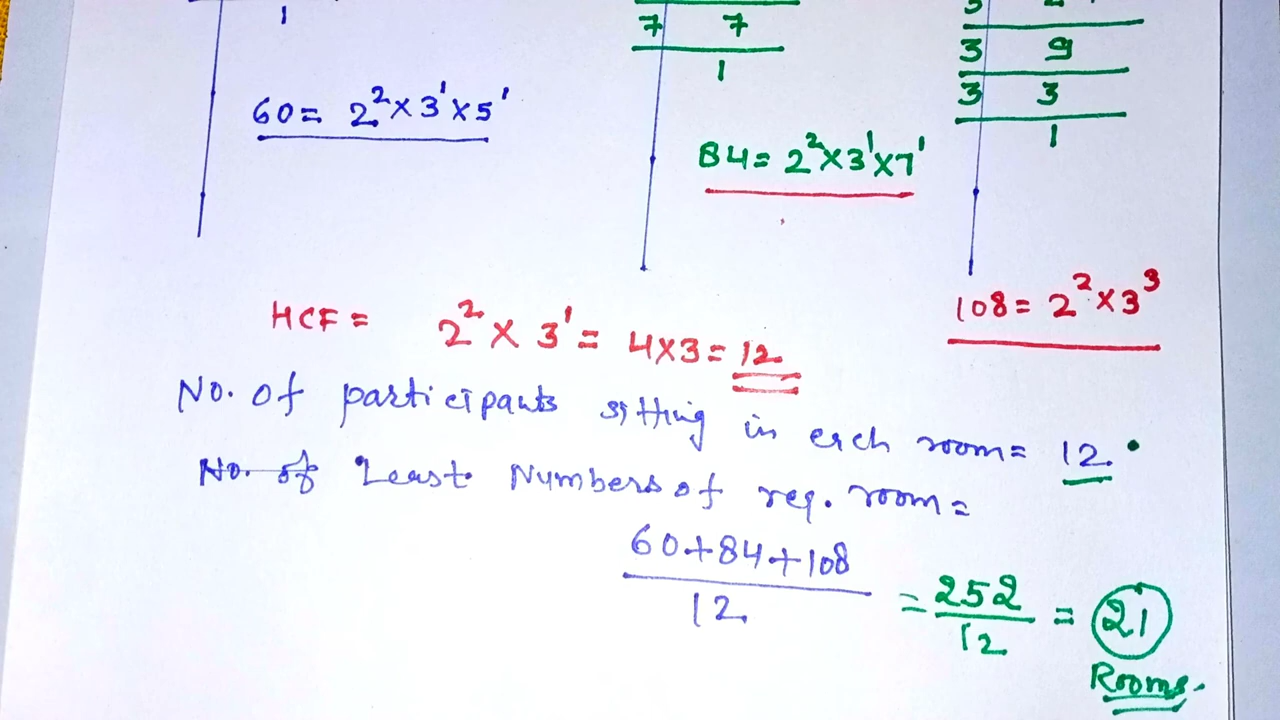 1
7 7
1
3
3 9
3 3
1
60= 2²×3¹×5¹
84=2²×3¹×7¹
108=2²×3³
HCF= 2²×3¹= 4×3=12
No. of participants sitting in each room= 12.
No. of Least Numbers of req. room=
60+84+108
12
= 252 = 21
12
Rooms.